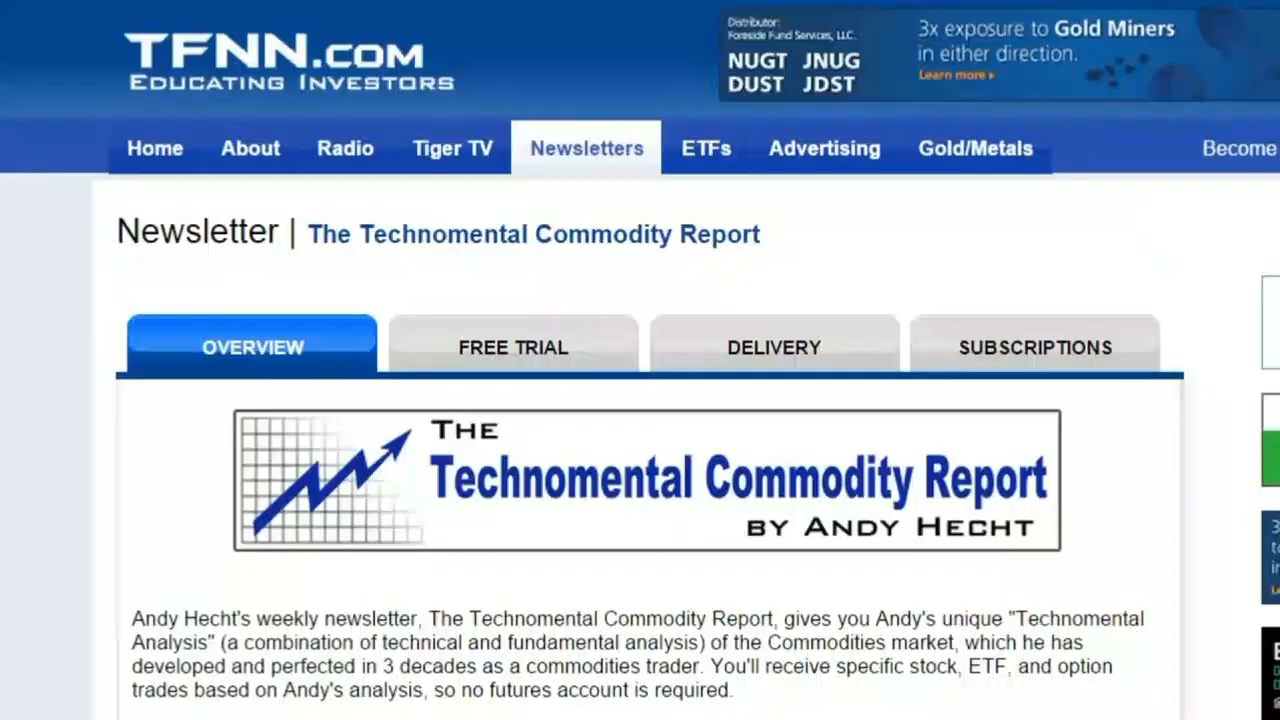 TFNN.COM
EDUCATING INVESTORS
Distributor:
Foreside Fund Services, LLC.
NUGT JNUG
DUST JDST
3x exposure to Gold Miners
in either direction.
Learn more
Home About Radio Tiger TV Newsletters ETFs Advertising Gold/Metals Become
Newsletter | The Technomental Commodity Report
OVERVIEW FREE TRIAL DELIVERY SUBSCRIPTIONS
THE
Technomental Commodity Report
BY ANDY HECHT
Andy Hecht's weekly newsletter, The Technomental Commodity Report, gives you Andy's unique "Technomental
Analysis" (a combination of technical and fundamental analysis) of the Commodities market, which he has
developed and perfected in 3 decades as a commodities trader. You'll receive specific stock, ETF, and option
trades based on Andy's analysis, so no futures account is required.